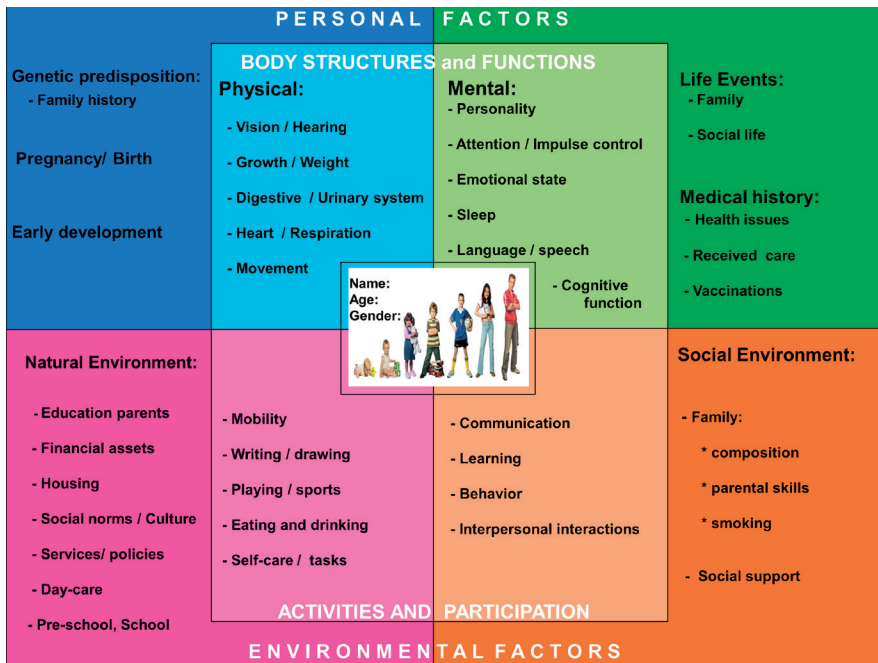 PERSONAL FACTORS
BODY STRUCTURES and FUNCTIONS
Genetic predisposition:
- Family history
Pregnancy/ Birth
Early development
Physical:
- Vision / Hearing
- Growth / Weight
- Digestive / Urinary system
- Heart / Respiration
- Movement
Mental:
- Personality
- Attention / Impulse control
- Emotional state
- Sleep
- Language / speech
- Cognitive
function
Life Events:
- Family
- Social life
Medical history:
- Health issues
- Received care
- Vaccinations
Name:
Age:
Gender:
Natural Environment:
- Education parents
- Financial assets
- Housing
- Social norms / Culture
- Services/ policies
- Day-care
- Pre-school, School
- Mobility
- Writing / drawing
- Playing / sports
- Eating and drinking
- Self-care / tasks
- Communication
- Learning
- Behavior
- Interpersonal interactions
Social Environment:
- Family:
* composition
* parental skills
* smoking
- Social support
ACTIVITIES AND PARTICIPATION
ENVIRONMENTAL FACTORS